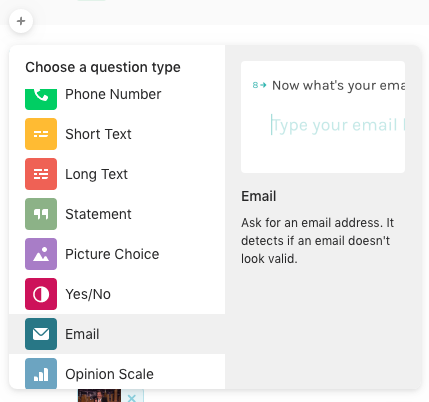 +
Choose a question type
Phone Number
Short Text
Long Text
Statement
Picture Choice
Yes/No
Email
Opinion Scale
8→ Now what's your ema
Type your email
Email
Ask for an email address. It
detects if an email doesn't
look valid.